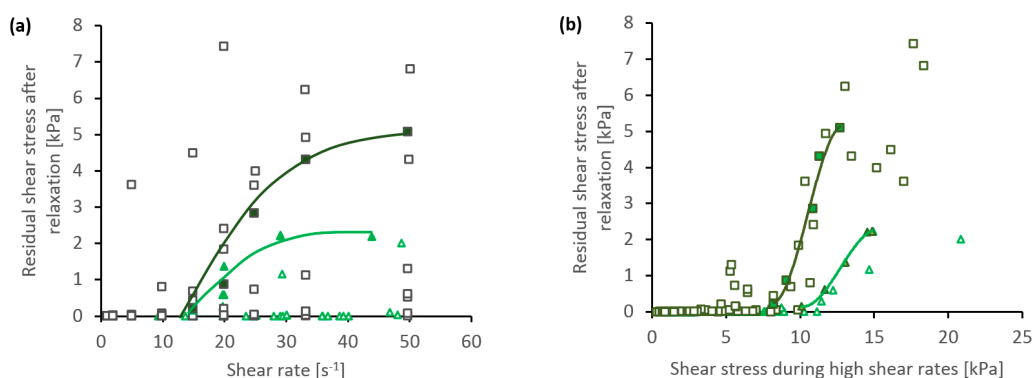 (a)
Residual shear stress after
relaxation [kPa]
8
7
6
5
4
3
2
1
0
0 10 20 30 40 50 60
Shear rate [s⁻¹]
(b)
Residual shear stress after
relaxation [kPa]
8
7
6
5
4
3
2
1
0
0 5 10 15 20 25
Shear stress during high shear rates [kPa]